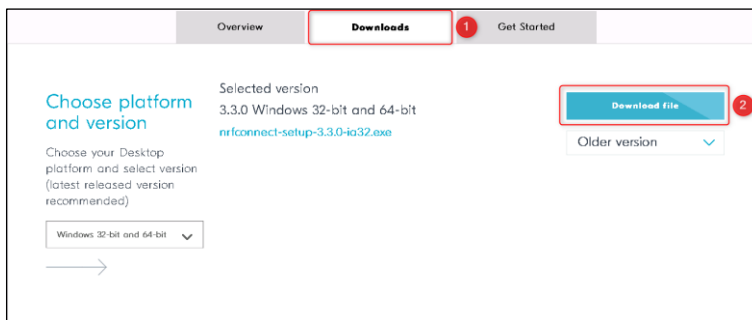 Overview
Downloads
1
Get Started
Choose platform
and version
Choose your Desktop
platform and select version
(latest released version
recommended)
Windows 32-bit and 64-bit
Selected version
3.3.0 Windows 32-bit and 64-bit
nrfconnect-setup-3.3.0-ia32.exe
Download file
2
Older version